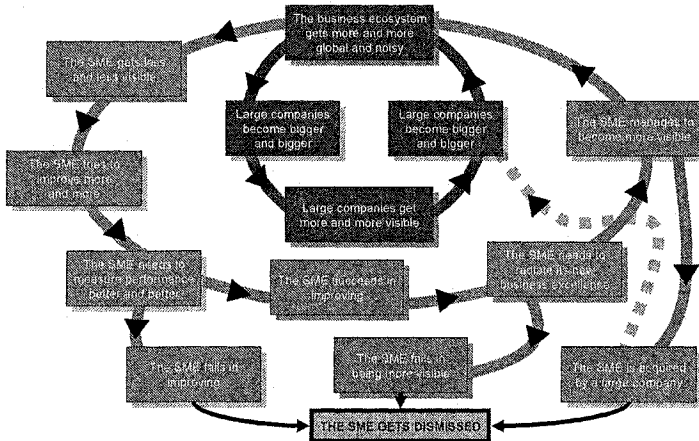 The business ecosystem
gets more and more
global and noisy
The SME gets less
and less visible
Large companies
become bigger
and bigger
Large companies
become bigger
and bigger
The SME manages to
become more visible
The SME tries to
improve more
and more
Large companies get
more and more visible
The SME needs to
measure performance
better and better
The SME succeeds in
improving
The SME needs to
radiate its new
business excellence
The SME fails in
improving
The SME fails in
being more visible
The SME is acquired
by a large company
THE SME GETS DISMISSED